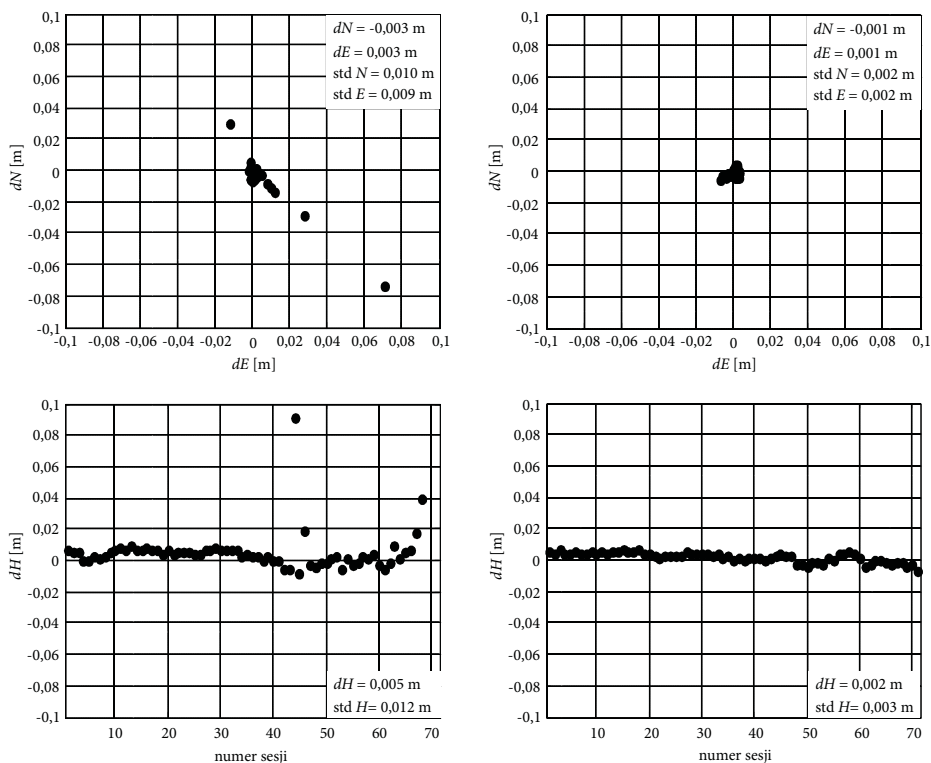 0,1
0,08
0,06
0,04
0,02
0
-0,02
-0,04
-0,06
-0,08
-0,1
dN [m]
dN = -0,003 m
dE = 0,003 m
std N = 0,010 m
std E = 0,009 m
-0,1 -0,08 -0,06 -0,04 -0,02 0 0,02 0,04 0,06 0,08 0,1
dE [m]
0,1
0,08
0,06
0,04
0,02
0
-0,02
-0,04
-0,06
-0,08
-0,1
dN [m]
dN = -0,001 m
dE = 0,001 m
std N = 0,002 m
std E = 0,002 m
-0,1 -0,08 -0,06 -0,04 -0,02 0 0,02 0,04 0,06 0,08 0,1
dE [m]
0,1
0,08
0,06
0,04
0,02
0
-0,02
-0,04
-0,06
-0,08
-0,1
dH [m]
dH = 0,005 m
std H= 0,012 m
10 20 30 40 50 60 70
numer sesji
0,1
0,08
0,06
0,04
0,02
0
-0,02
-0,04
-0,06
-0,08
-0,1
dH [m]
dH = 0,002 m
std H= 0,003 m
10 20 30 40 50 60 70
numer sesji